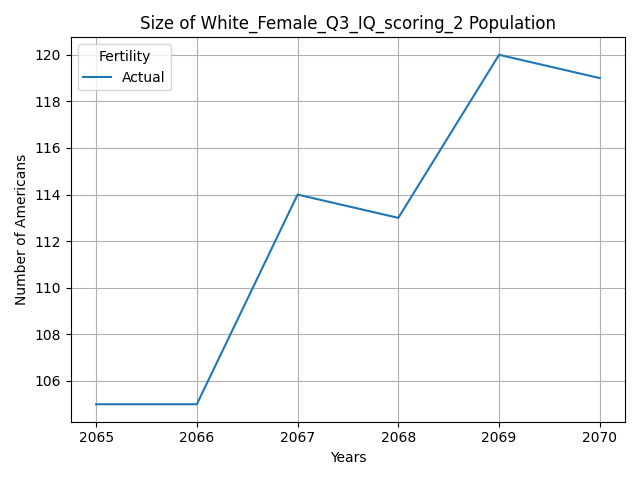 Size of White_Female_Q3_IQ_scoring_2 Population
Fertility
Actual
Number of Americans
120
118
116
114
112
110
108
106
2065 2066 2067 2068 2069 2070
Years